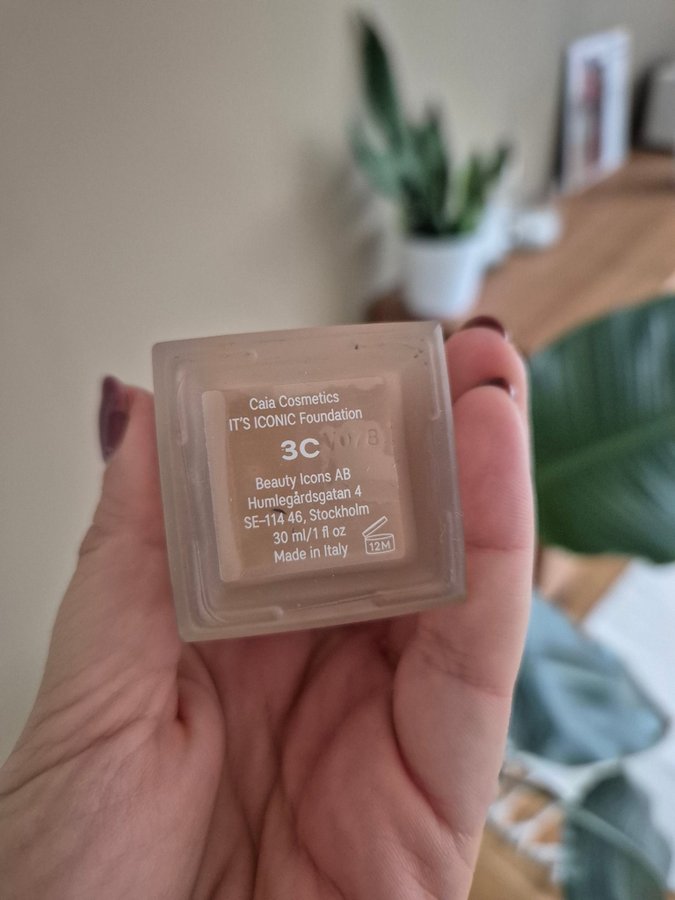 Caia Cosmetics
IT'S ICONIC Foundation
3C
Beauty Icons AB
Humlegårdsgatan 4
SE–114 46, Stockholm
30 ml/1 fl oz
Made in Italy
12M